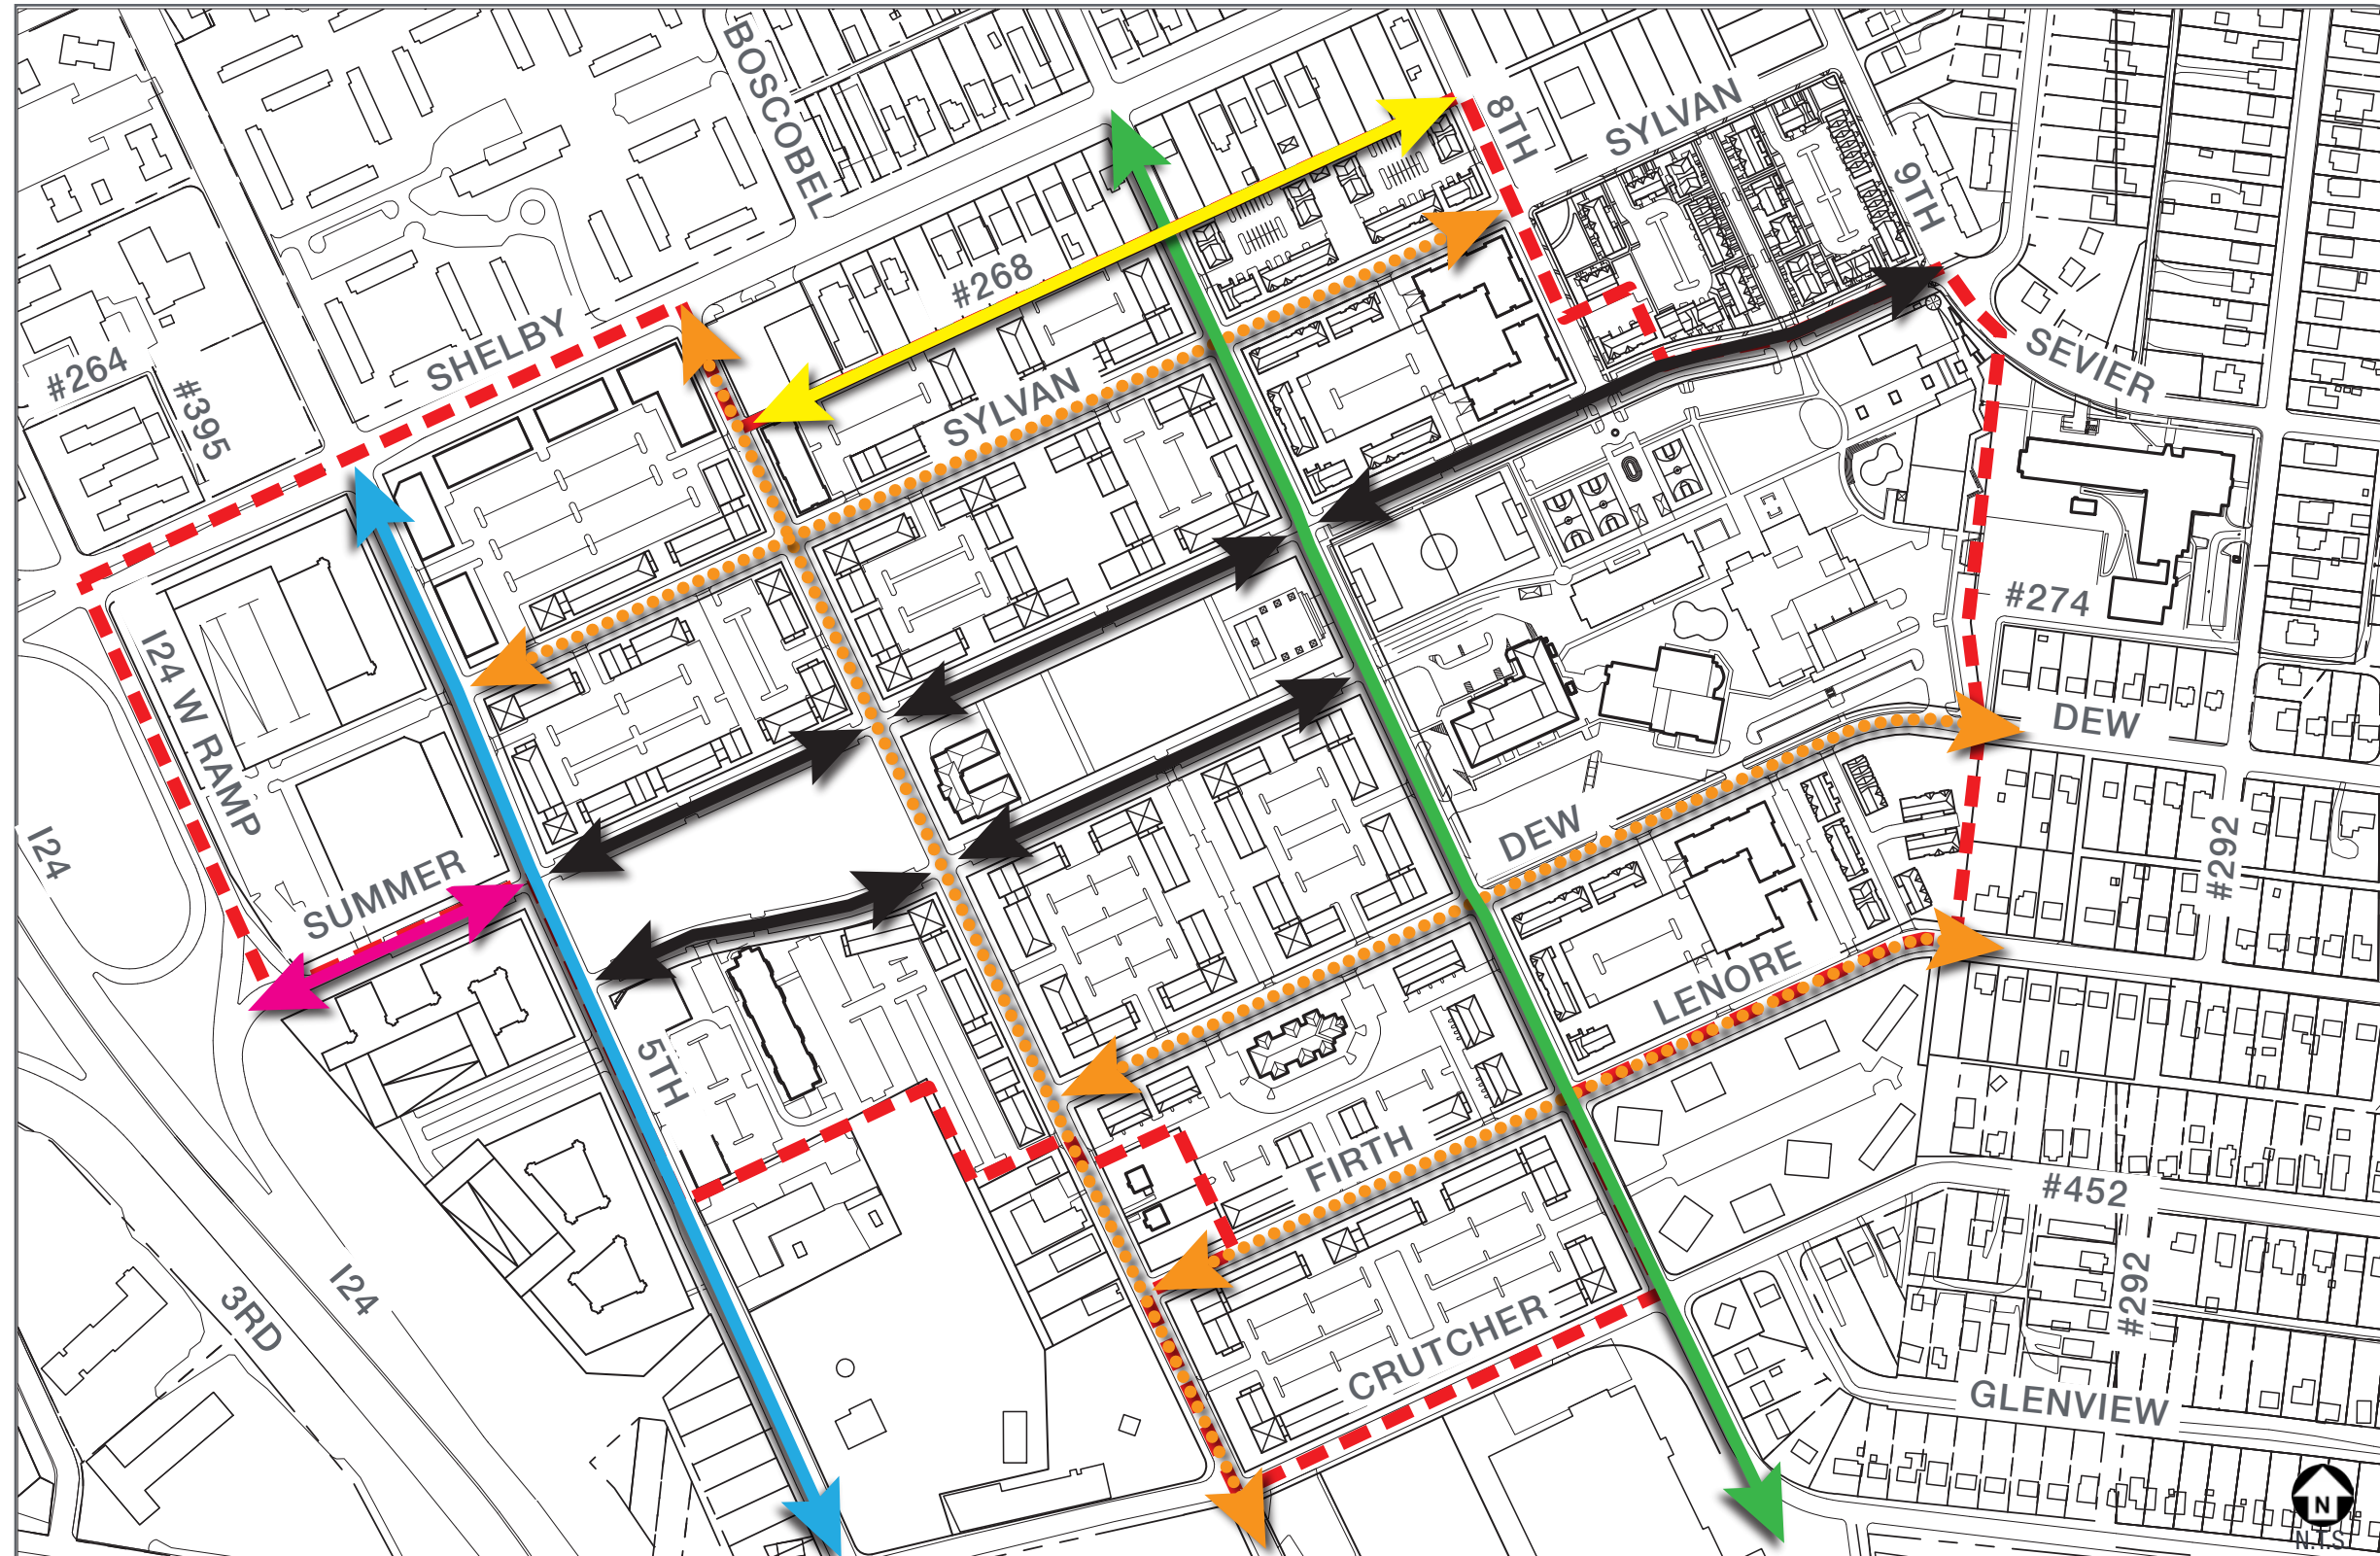 BOSCOBEL
8TH
SYLVAN
9TH
#268
SHELBY
#264
#395
SYLVAN
SEVIER
#274
I24 W RAMP
DEW
DEW
I24
SUMMER
#292
LENORE
5TH
FIRTH
#452
I24
3RD
CRUTCHER
#292
GLENVIEW
N
N.T.S.